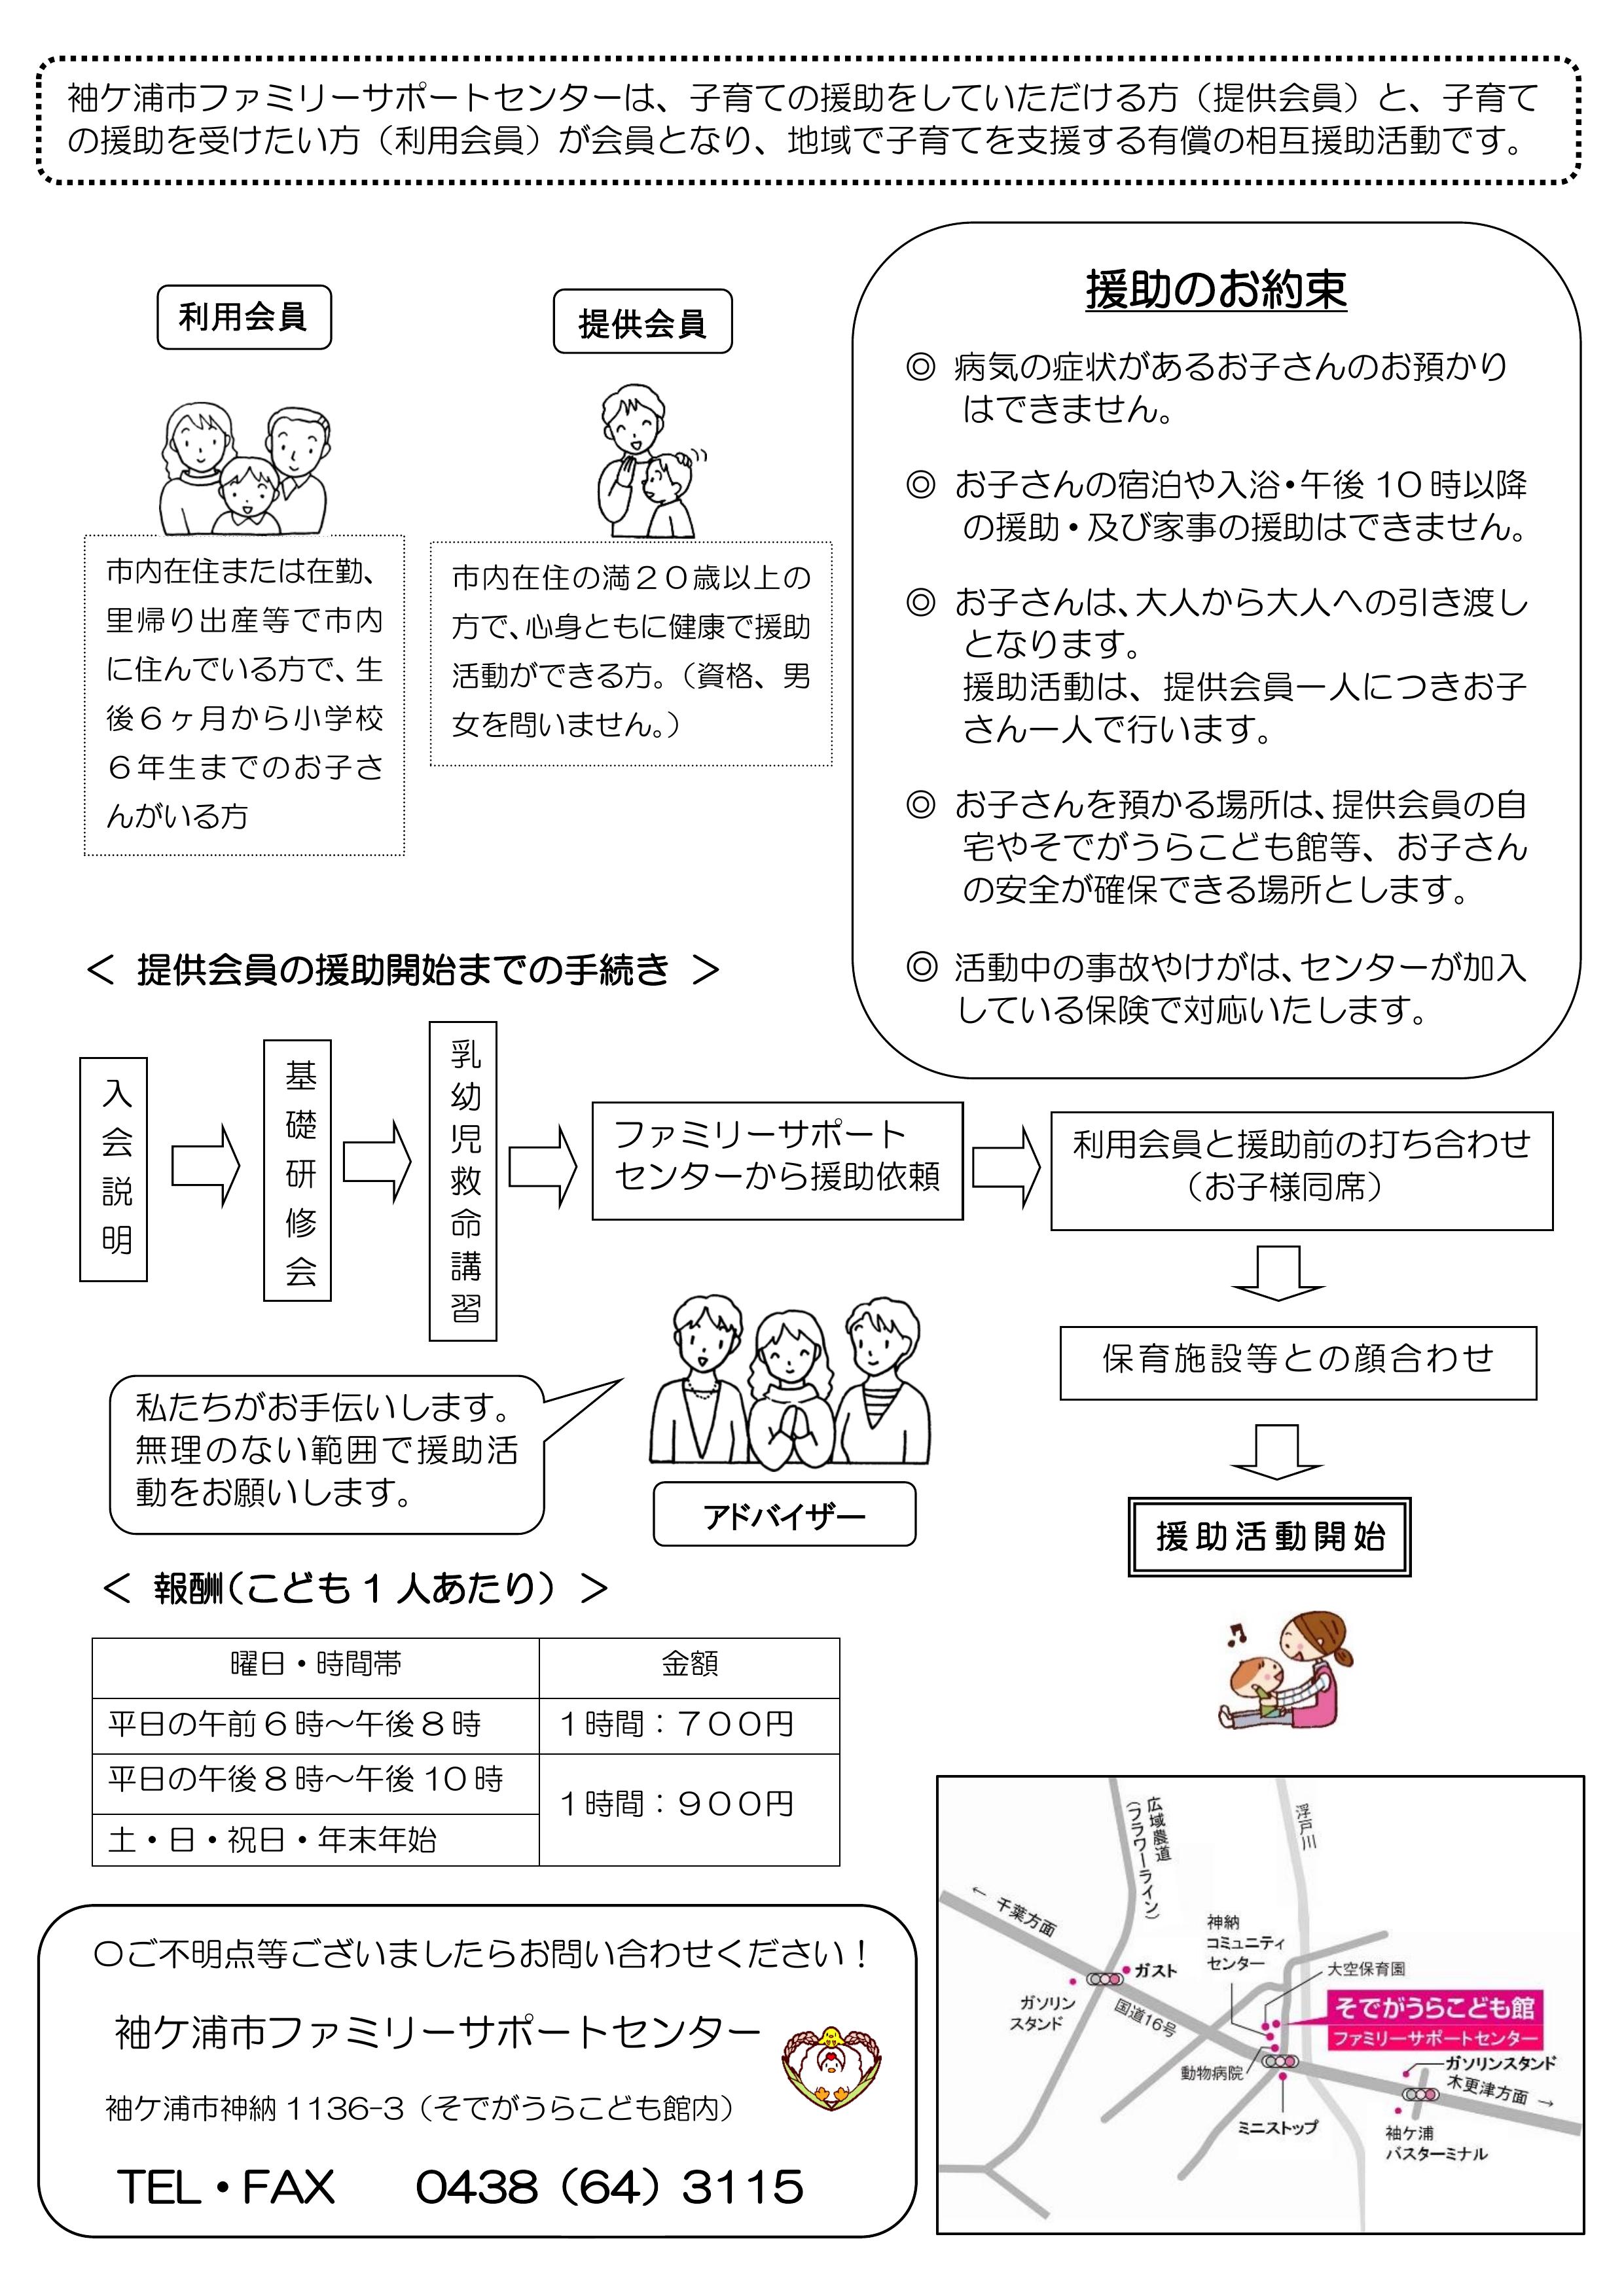 袖ケ浦市ファミリーサポートセンターは、子育ての援助をしていただける方（提供会員）と、子育て
の援助を受けたい方（利用会員）が会員となり、地域で子育てを支援する有償の相互援助活動です。
利用会員
市内在住または在勤、
里帰り出産等で市内
に住んでいる方で、生
後６ヶ月から小学校
６年生までのお子さ
んがいる方
提供会員
市内在住の満２０歳以上の
方で、心身ともに健康で援助
活動ができる方。（資格、男
女を問いません。）
援助のお約束
◎ 病気の症状があるお子さんのお預かり
はできません。
◎ お子さんの宿泊や入浴・午後 10 時以降
の援助・及び家事の援助はできません。
◎ お子さんは、大人から大人への引き渡し
となります。
援助活動は、提供会員一人につきお子
さん一人で行います。
◎ お子さんを預かる場所は、提供会員の自
宅やそでがうらこども館等、お子さん
の安全が確保できる場所とします。
◎ 活動中の事故やけがは、センターが加入
している保険で対応いたします。
＜ 提供会員の援助開始までの手続き ＞
入会説明
基礎研修会
乳幼児救命講習
ファミリーサポート
センターから援助依頼
利用会員と援助前の打ち合わせ
（お子様同席）
保育施設等との顔合わせ
援助活動開始
私たちがお手伝いします。
無理のない範囲で援助活
動をお願いします。
アドバイザー
＜ 報酬（こども 1 人あたり） ＞
曜日・時間帯 金額
平日の午前６時～午後８時 １時間：７００円
平日の午後８時～午後 10 時 １時間：９００円
土・日・祝日・年末年始
〇ご不明点等ございましたらお問い合わせください！
袖ケ浦市ファミリーサポートセンター
袖ケ浦市神納 1136-3（そでがうらこども館内）
TEL・FAX 0438（64）3115
広域農道
（フラワーライン）
浮戸川
← 千葉方面
神納
コミュニティ
センター
ガスト
大空保育園
ガソリン
スタンド
国道16号
そでがうらこども館
ファミリーサポートセンター
動物病院
ガソリンスタンド
木更津方面 →
ミニストップ
袖ケ浦
バスターミナル